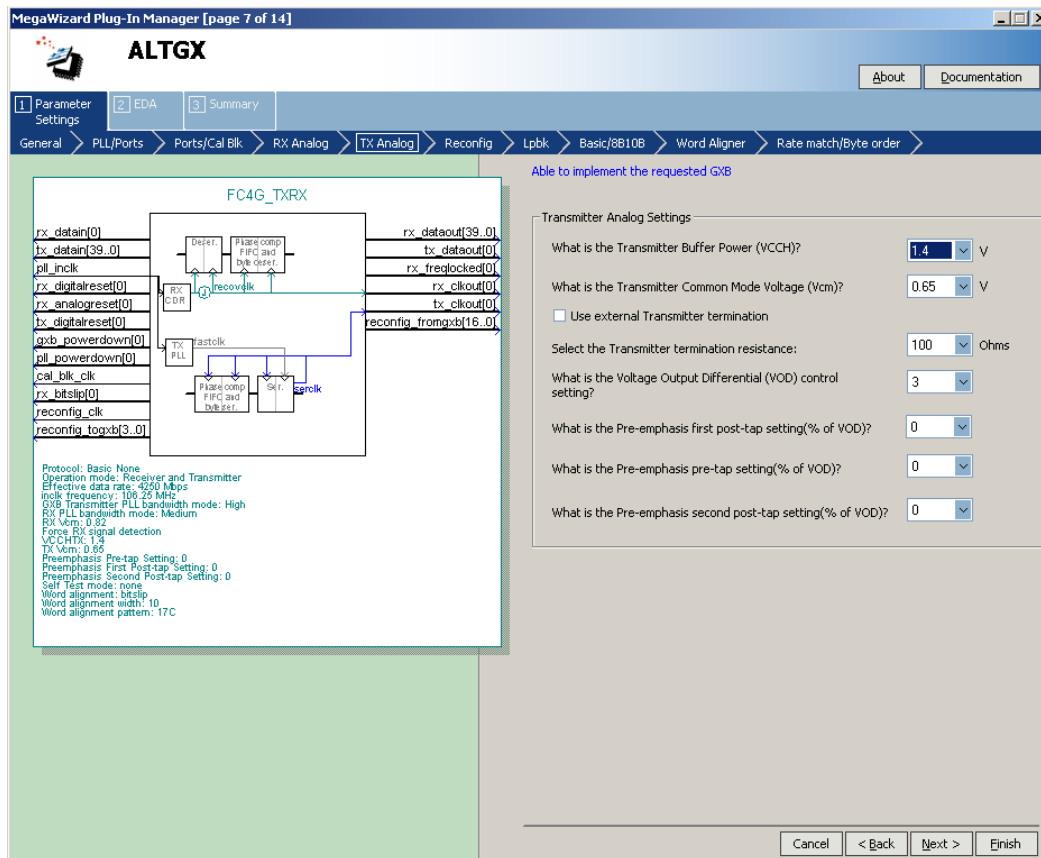 MegaWizard Plug-In Manager [page 7 of 14]
ALTGX
About
Documentation
1 Parameter Settings
2 EDA
3 Summary
General
PLL/Ports
Ports/Cal Blk
RX Analog
TX Analog
Reconfig
Lpbk
Basic/8B10B
Word Aligner
Rate match/Byte order
FC4G_TXRX
rx_datain[0]
tx_datain[39..0]
pll_inclk
rx_digitalreset[0]
rx_analogreset[0]
tx_digitalreset[0]
gxb_powerdown[0]
pll_powerdown[0]
cal_blk_clk
rx_bitslip[0]
reconfig_clk
reconfig_togxb[3..0]
Deser.
Phase comp
FIFO and
byte deser.
RX
CDR
recovclk
TX
PLL
fastclk
Phase comp
FIFO and
byte ser.
Ser.
serclk
rx_dataout[39..0]
tx_dataout[0]
rx_freqlocked[0]
rx_clkout[0]
tx_clkout[0]
reconfig_fromgxb[16..0]
Protocol: Basic None
Operation mode: Receiver and Transmitter
Effective data rate: 4250 Mbps
inclk frequency: 106.25 MHz
GXB Transmitter PLL bandwidth mode: High
RX PLL bandwidth mode: Medium
RX Vcm: 0.82
Force RX signal detection
VCCHTX: 1.4
TX Vcm: 0.65
Preemphasis Pre-tap Setting: 0
Preemphasis First Post-tap Setting: 0
Preemphasis Second Post-tap Setting: 0
Self Test mode: none
Word alignment: bitslip
Word alignment width: 10
Word alignment pattern: 17C
Able to implement the requested GXB
Transmitter Analog Settings
What is the Transmitter Buffer Power (VCCH)? 1.4 V
What is the Transmitter Common Mode Voltage (Vcm)? 0.65 V
Use external Transmitter termination
Select the Transmitter termination resistance: 100 Ohms
What is the Voltage Output Differential (VOD) control
setting? 3
What is the Pre-emphasis first post-tap setting(% of VOD)? 0
What is the Pre-emphasis pre-tap setting(% of VOD)? 0
What is the Pre-emphasis second post-tap setting(% of VOD)? 0
Cancel
< Back
Next >
Finish